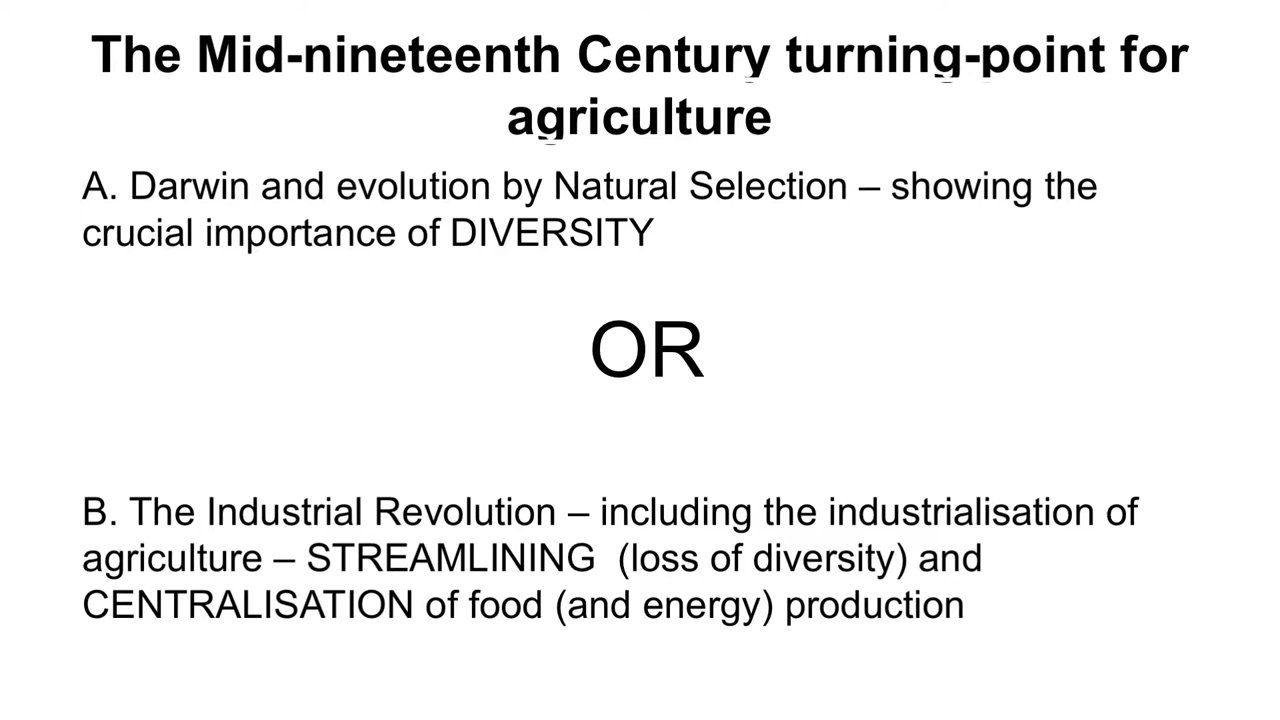 The Mid-nineteenth Century turning-point for
agriculture
A. Darwin and evolution by Natural Selection – showing the
crucial importance of DIVERSITY
OR
B. The Industrial Revolution – including the industrialisation of
agriculture – STREAMLINING  (loss of diversity) and
CENTRALISATION of food (and energy) production